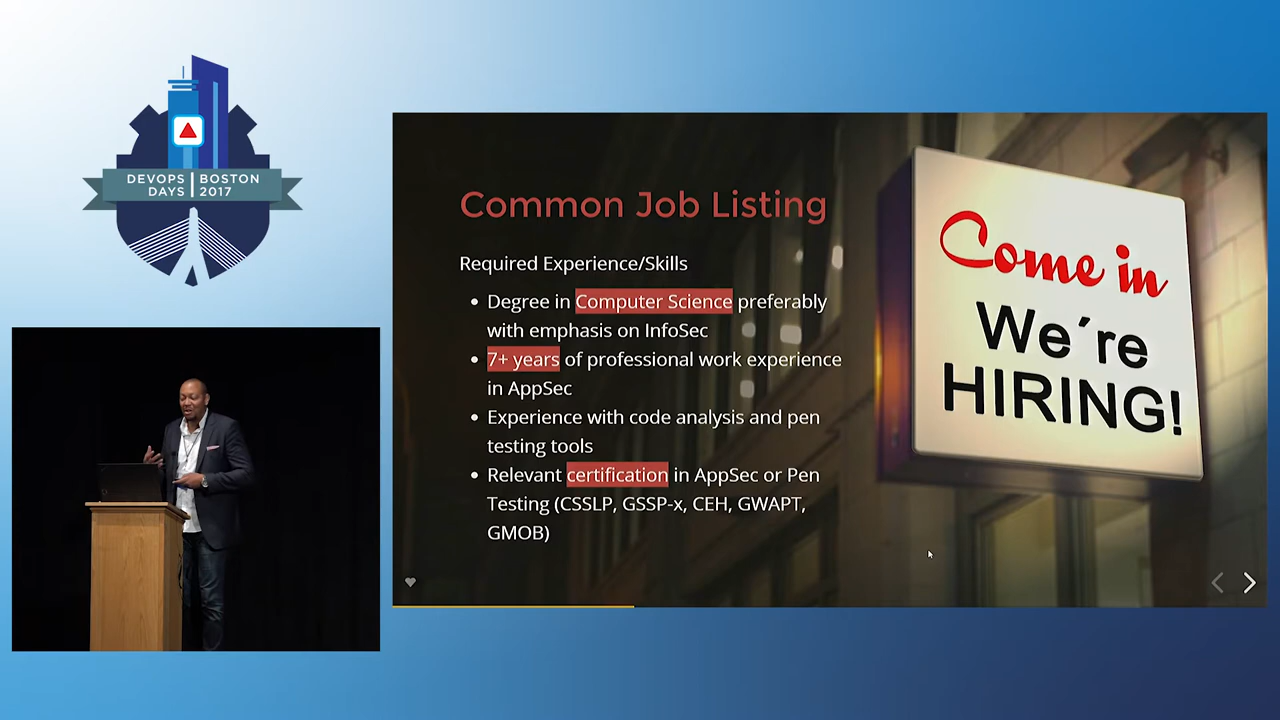 DEVOPS BOSTON
DAYS 2017
Common Job Listing
Required Experience/Skills
Degree in Computer Science preferably
with emphasis on InfoSec
7+ years of professional work experience
in AppSec
Experience with code analysis and pen
testing tools
Relevant certification in AppSec or Pen
Testing (CSSLP, GSSP-x, CEH, GWAPT,
GMOB)
Come in
We´re
HIRING!